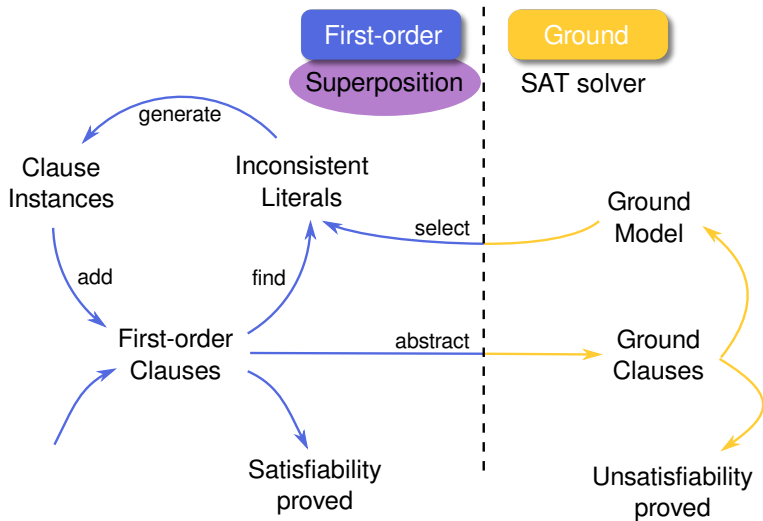 First-order
Ground
Superposition
SAT solver
generate
Clause
Instances
Inconsistent
Literals
select
Ground
Model
add
find
First-order
Clauses
abstract
Ground
Clauses
Satisfiability
proved
Unsatisfiability
proved